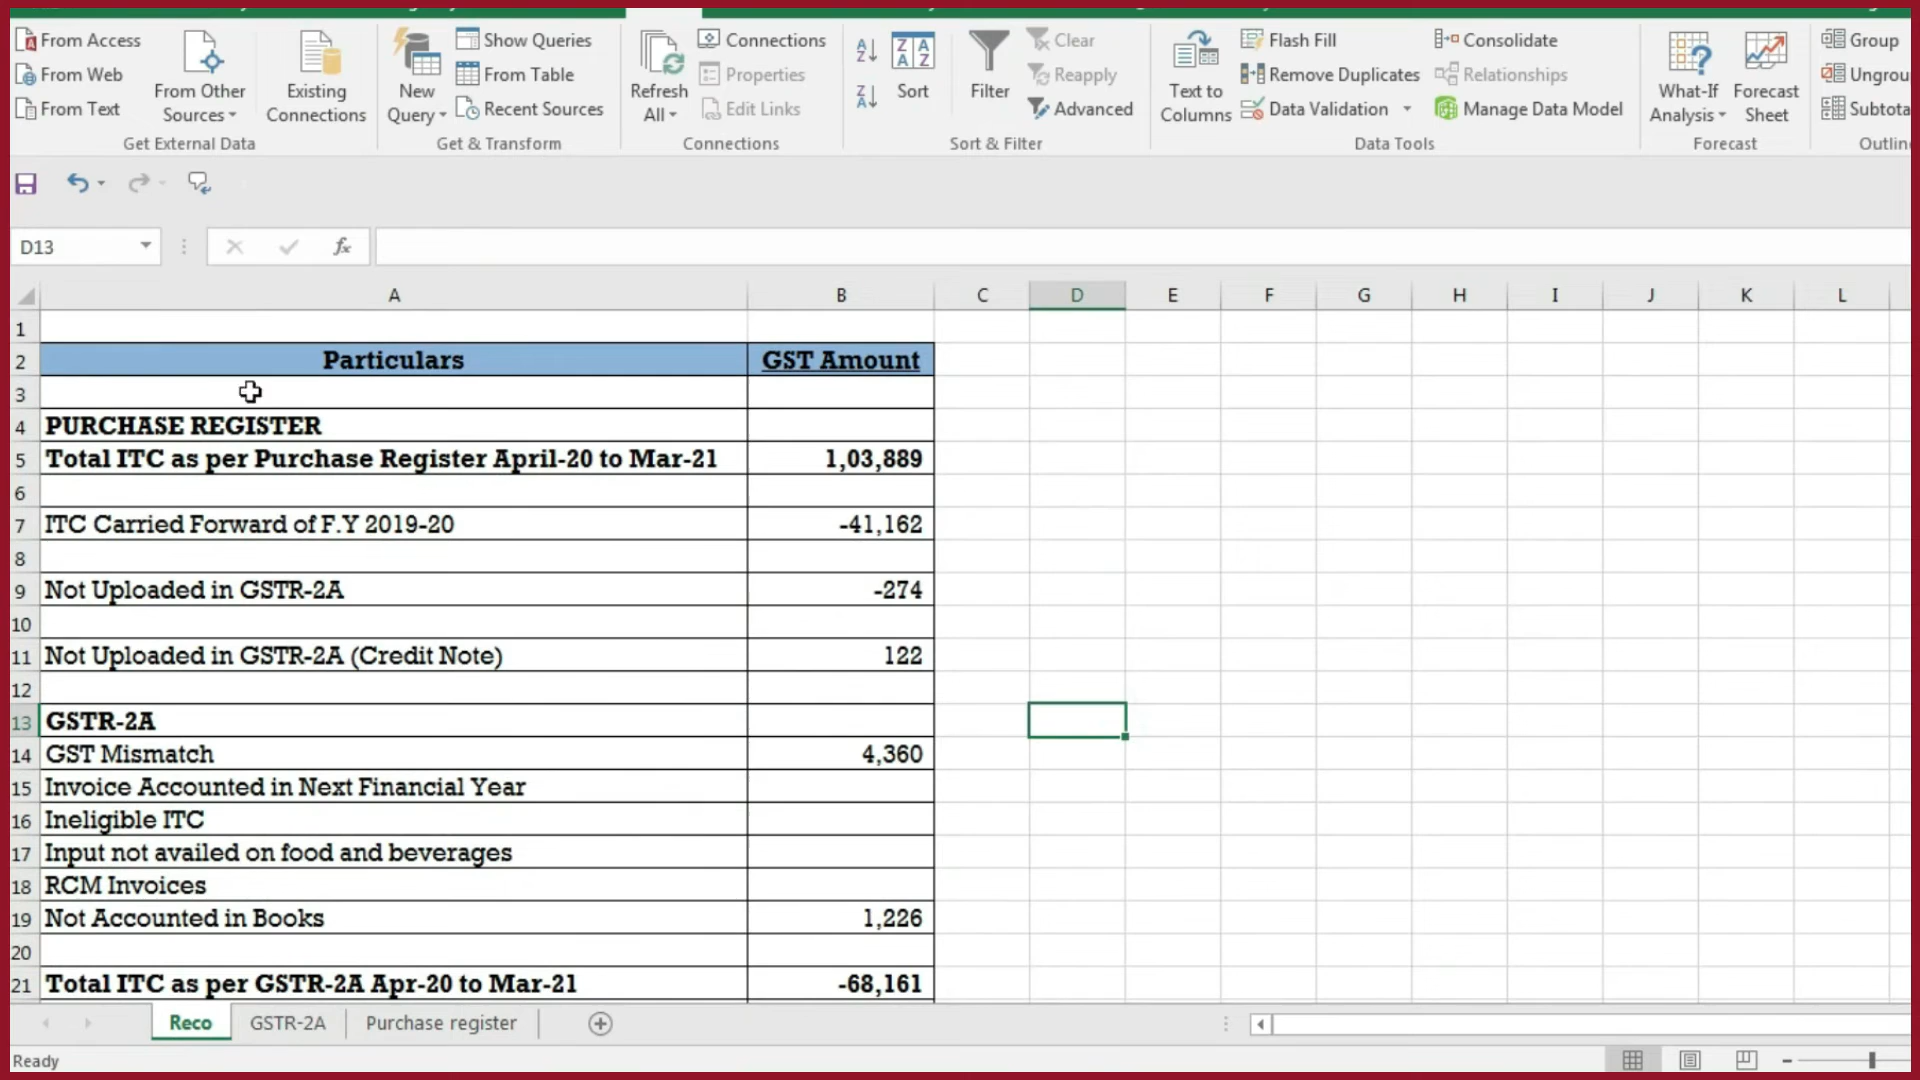 From Access
From Web
From Text
From Other Sources
Existing Connections
Get External Data
New Query
Show Queries
From Table
Recent Sources
Get & Transform
Refresh All
Connections
Properties
Edit Links
Connections
Sort
Filter
Clear
Reapply
Advanced
Sort & Filter
Text to Columns
Flash Fill
Remove Duplicates
Data Validation
Consolidate
Relationships
Manage Data Model
Data Tools
What-If Analysis
Forecast Sheet
Forecast
Group
Ungrou
Subtota
Outlin
D13
fx
A B C D E F G H I J K L
1
2 Particulars GST Amount
3
4 PURCHASE REGISTER
5 Total ITC as per Purchase Register April-20 to Mar-21 1,03,889
6
7 ITC Carried Forward of F.Y 2019-20 -41,162
8
9 Not Uploaded in GSTR-2A -274
10
11 Not Uploaded in GSTR-2A (Credit Note) 122
12
13 GSTR-2A
14 GST Mismatch 4,360
15 Invoice Accounted in Next Financial Year
16 Ineligible ITC
17 Input not availed on food and beverages
18 RCM Invoices
19 Not Accounted in Books 1,226
20
21 Total ITC as per GSTR-2A Apr-20 to Mar-21 -68,161
Reco GSTR-2A Purchase register
Ready